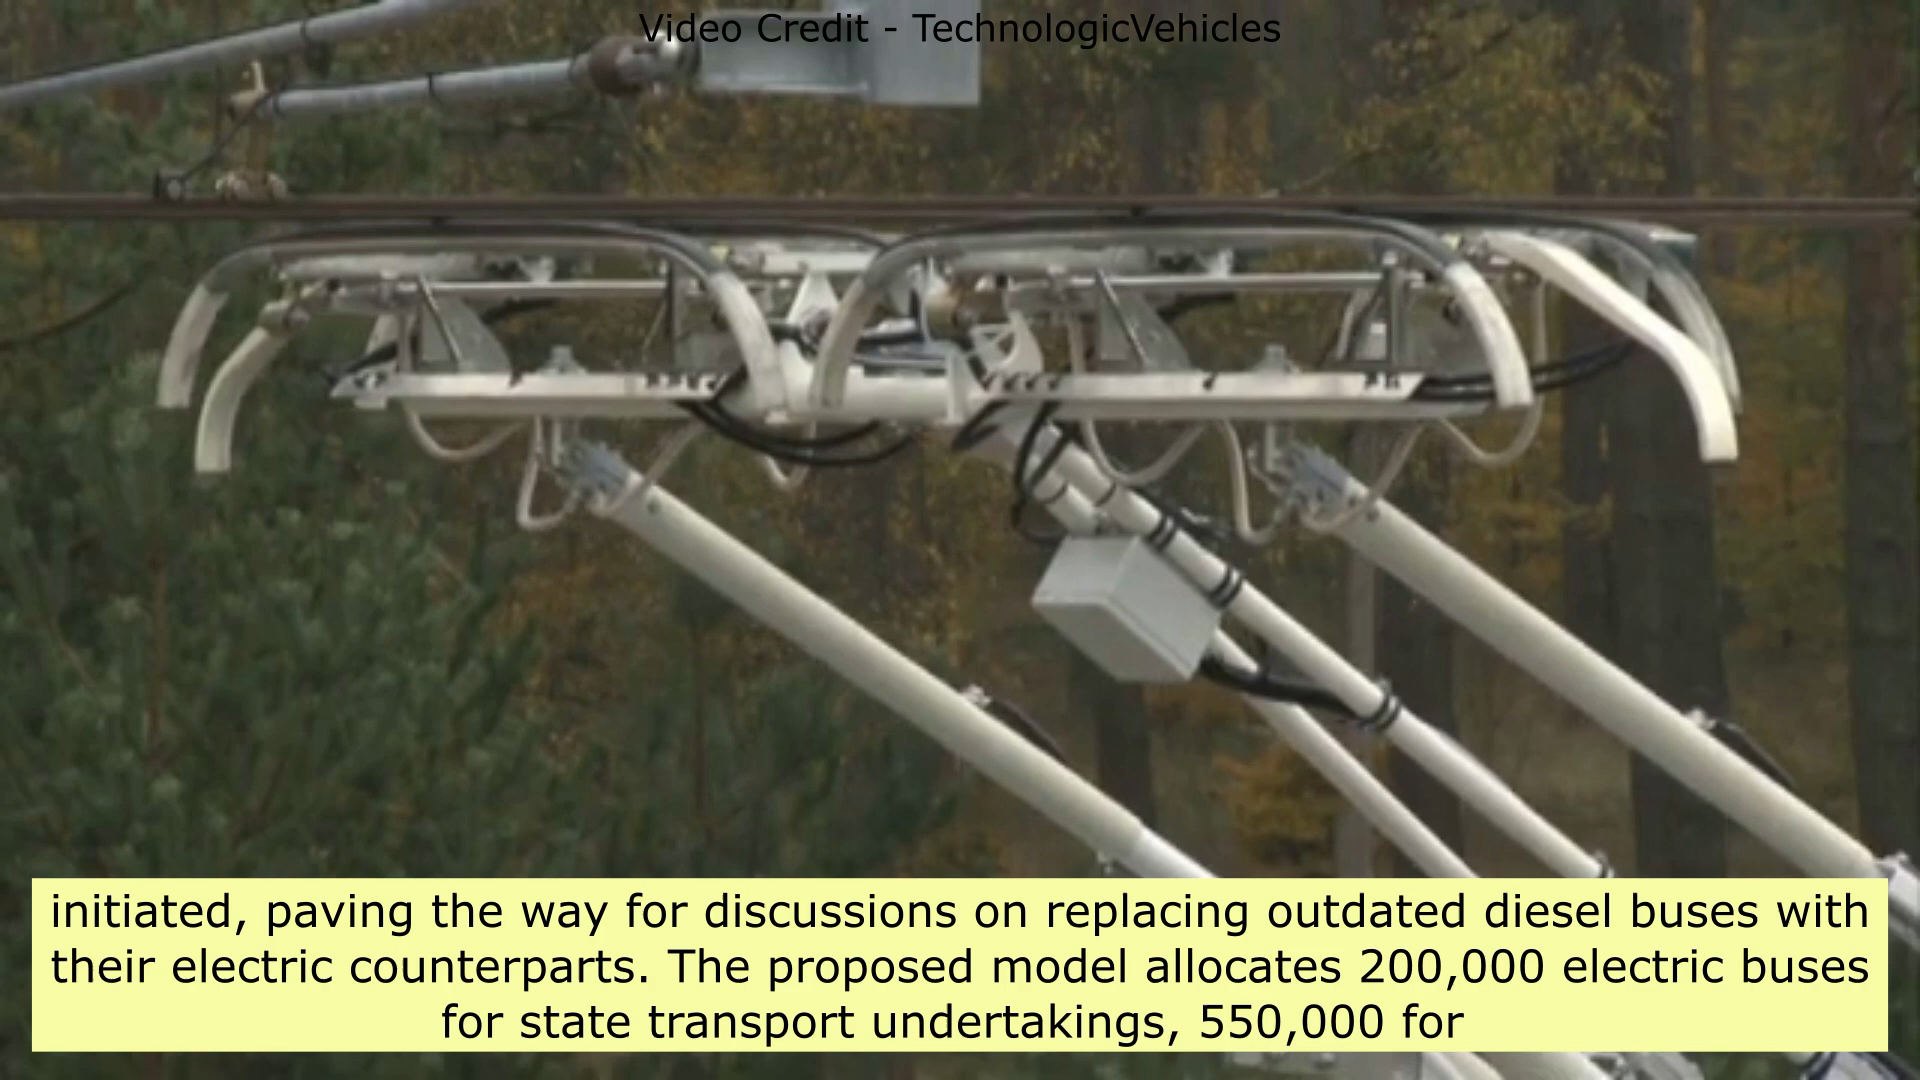 Video Credit - TechnologicVehicles
initiated, paving the way for discussions on replacing outdated diesel buses with
their electric counterparts. The proposed model allocates 200,000 electric buses
for state transport undertakings, 550,000 for